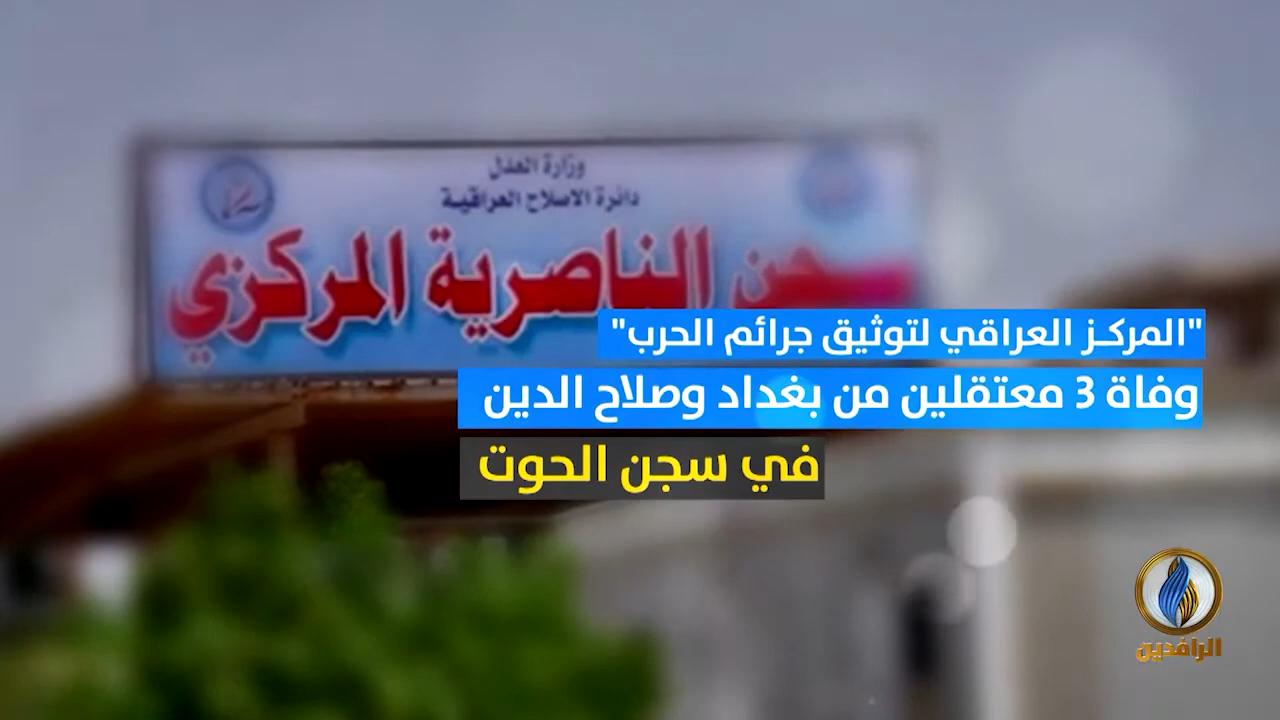 وزارة العدل
دائرة الاصلاح العراقية
سجن الناصرية المركزي
"المركز العراقي لتوثيق جرائم الحرب"
وفاة 3 معتقلين من بغداد وصلاح الدين
في سجن الحوت
الرافدين